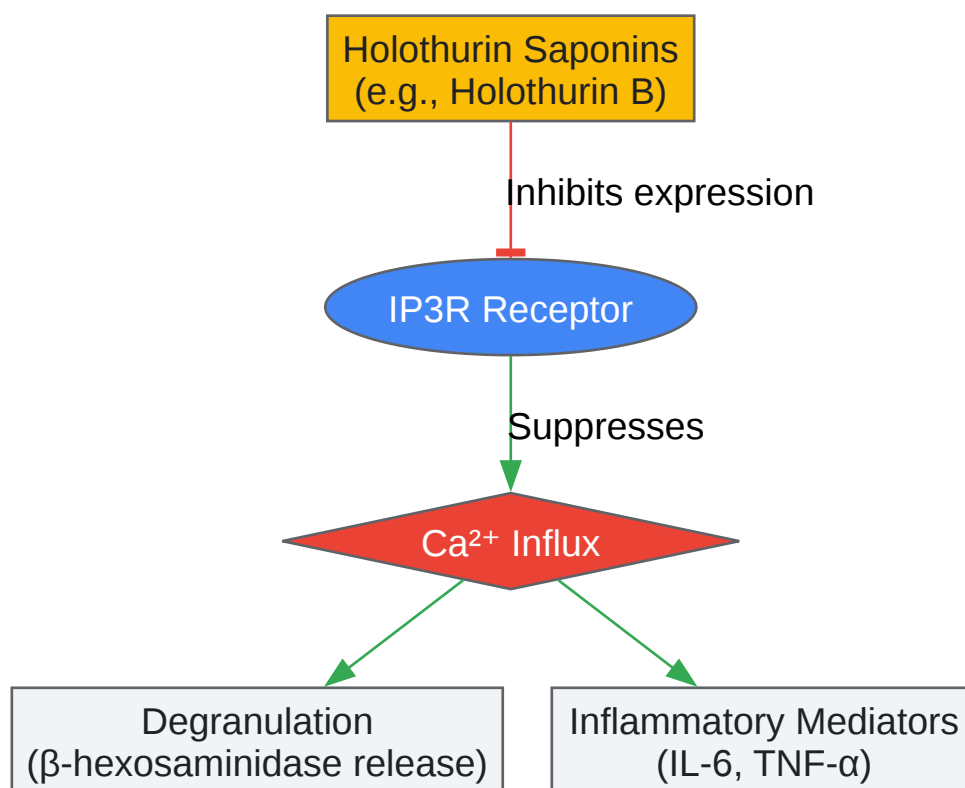 Holothurin Saponins
(e.g., Holothurin B)
Inhibits expression
IP3R Receptor
Suppresses
Ca²⁺ Influx
Degranulation
(β-hexosaminidase release)
Inflammatory Mediators
(IL-6, TNF-α)